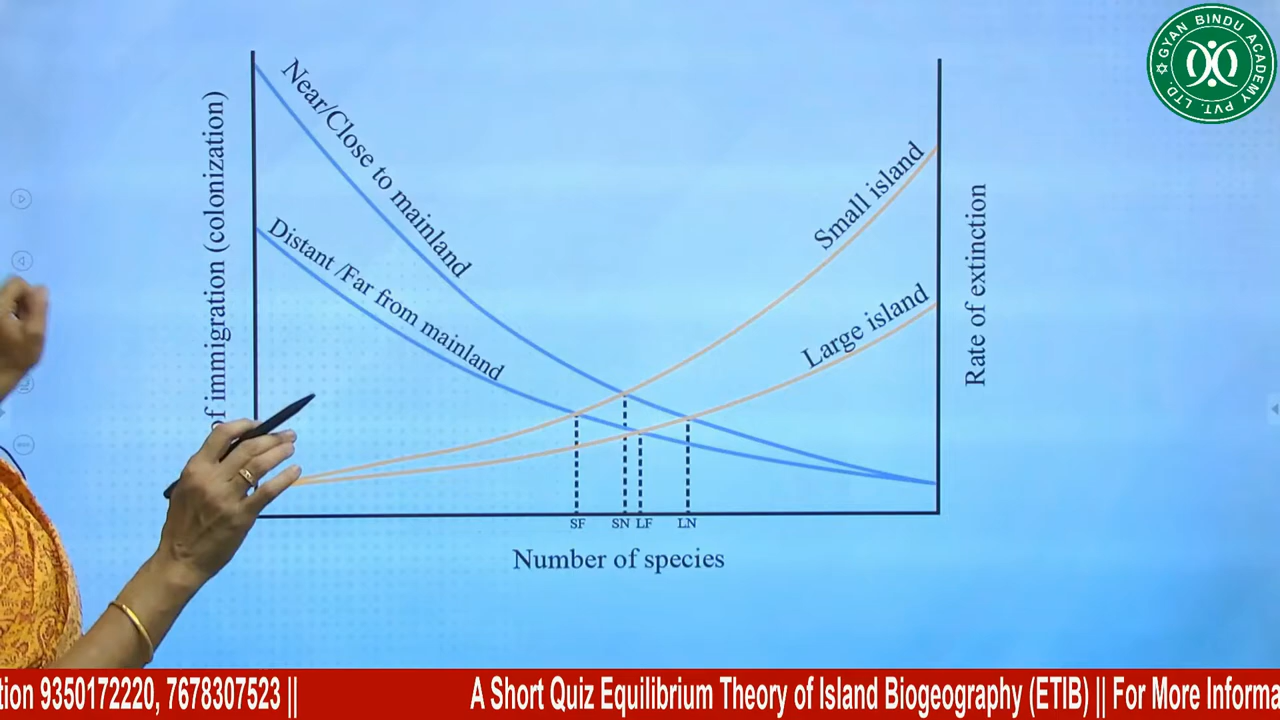 GYAN BINDU ACADEMY PVT. LTD.
Near/Close to mainland
Distant /Far from mainland
Small island
Large island
of immigration (colonization)
Rate of extinction
SF SN LF LN
Number of species
tion 9350172220, 7678307523 || A Short Quiz Equilibrium Theory of Island Biogeography (ETIB) || For More Informa